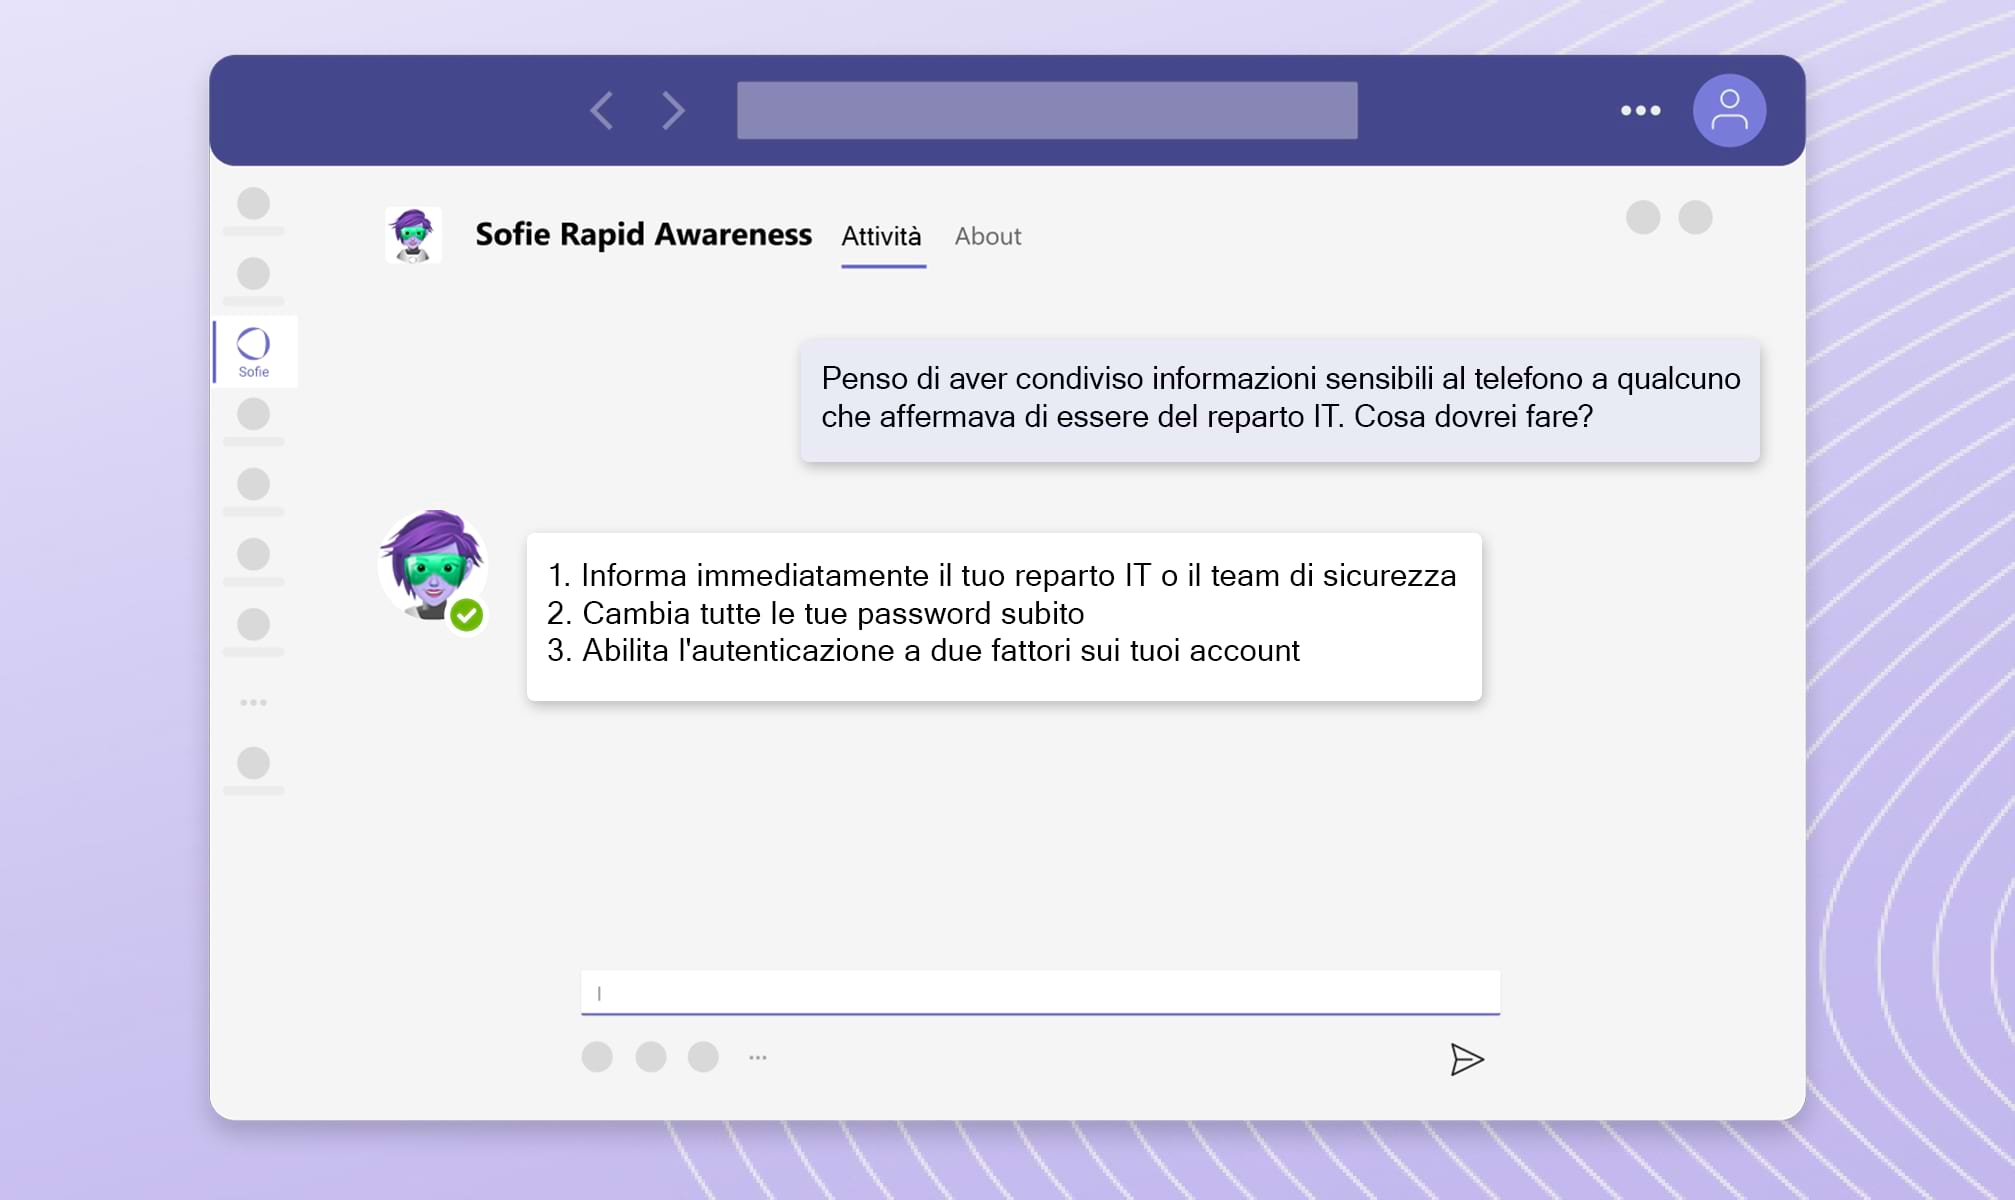 Sofie Rapid Awareness Attività About
Sofie
Penso di aver condiviso informazioni sensibili al telefono a qualcuno
che affermava di essere del reparto IT. Cosa dovrei fare?
1. Informa immediatamente il tuo reparto IT o il team di sicurezza
2. Cambia tutte le tue password subito
3. Abilita l'autenticazione a due fattori sui tuoi account